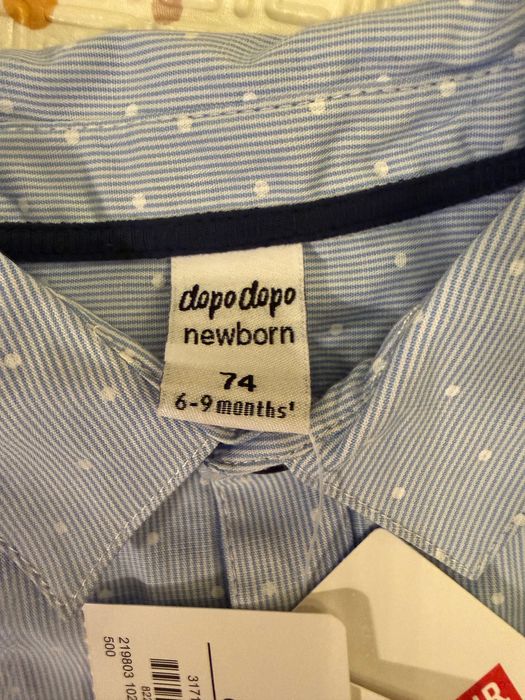 dopodopo
newborn
74
6-9 months'
219803 102
500